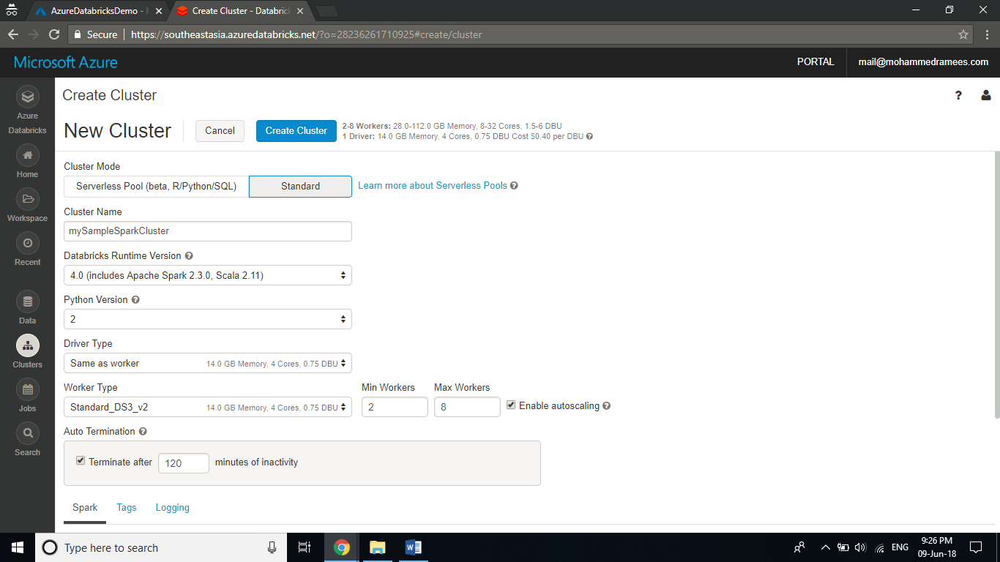 AzureDatabricksDemo -
Create Cluster - Databric
Secure
https://southeastasia.azuredatabricks.net/?o=28236261710925#create/cluster
Microsoft Azure
PORTAL
mail@mohammedramees.com
Azure
Databricks
Home
Workspace
Recent
Data
Clusters
Jobs
Search
Create Cluster
?
New Cluster
Cancel
Create Cluster
2-8 Workers: 28.0-112.0 GB Memory, 8-32 Cores, 1.5-6 DBU
1 Driver: 14.0 GB Memory, 4 Cores, 0.75 DBU Cost $0.40 per DBU ?
Cluster Mode
Serverless Pool (beta, R/Python/SQL)
Standard
Learn more about Serverless Pools ?
Cluster Name
mySampleSparkCluster
Databricks Runtime Version ?
4.0 (includes Apache Spark 2.3.0, Scala 2.11)
Python Version ?
2
Driver Type
Same as worker 14.0 GB Memory, 4 Cores, 0.75 DBU
Worker Type Min Workers Max Workers
Standard_DS3_v2 14.0 GB Memory, 4 Cores, 0.75 DBU 2 8 Enable autoscaling ?
Auto Termination ?
Terminate after 120 minutes of inactivity
Spark Tags Logging
Type here to search
ENG
9:26 PM
09-Jun-18